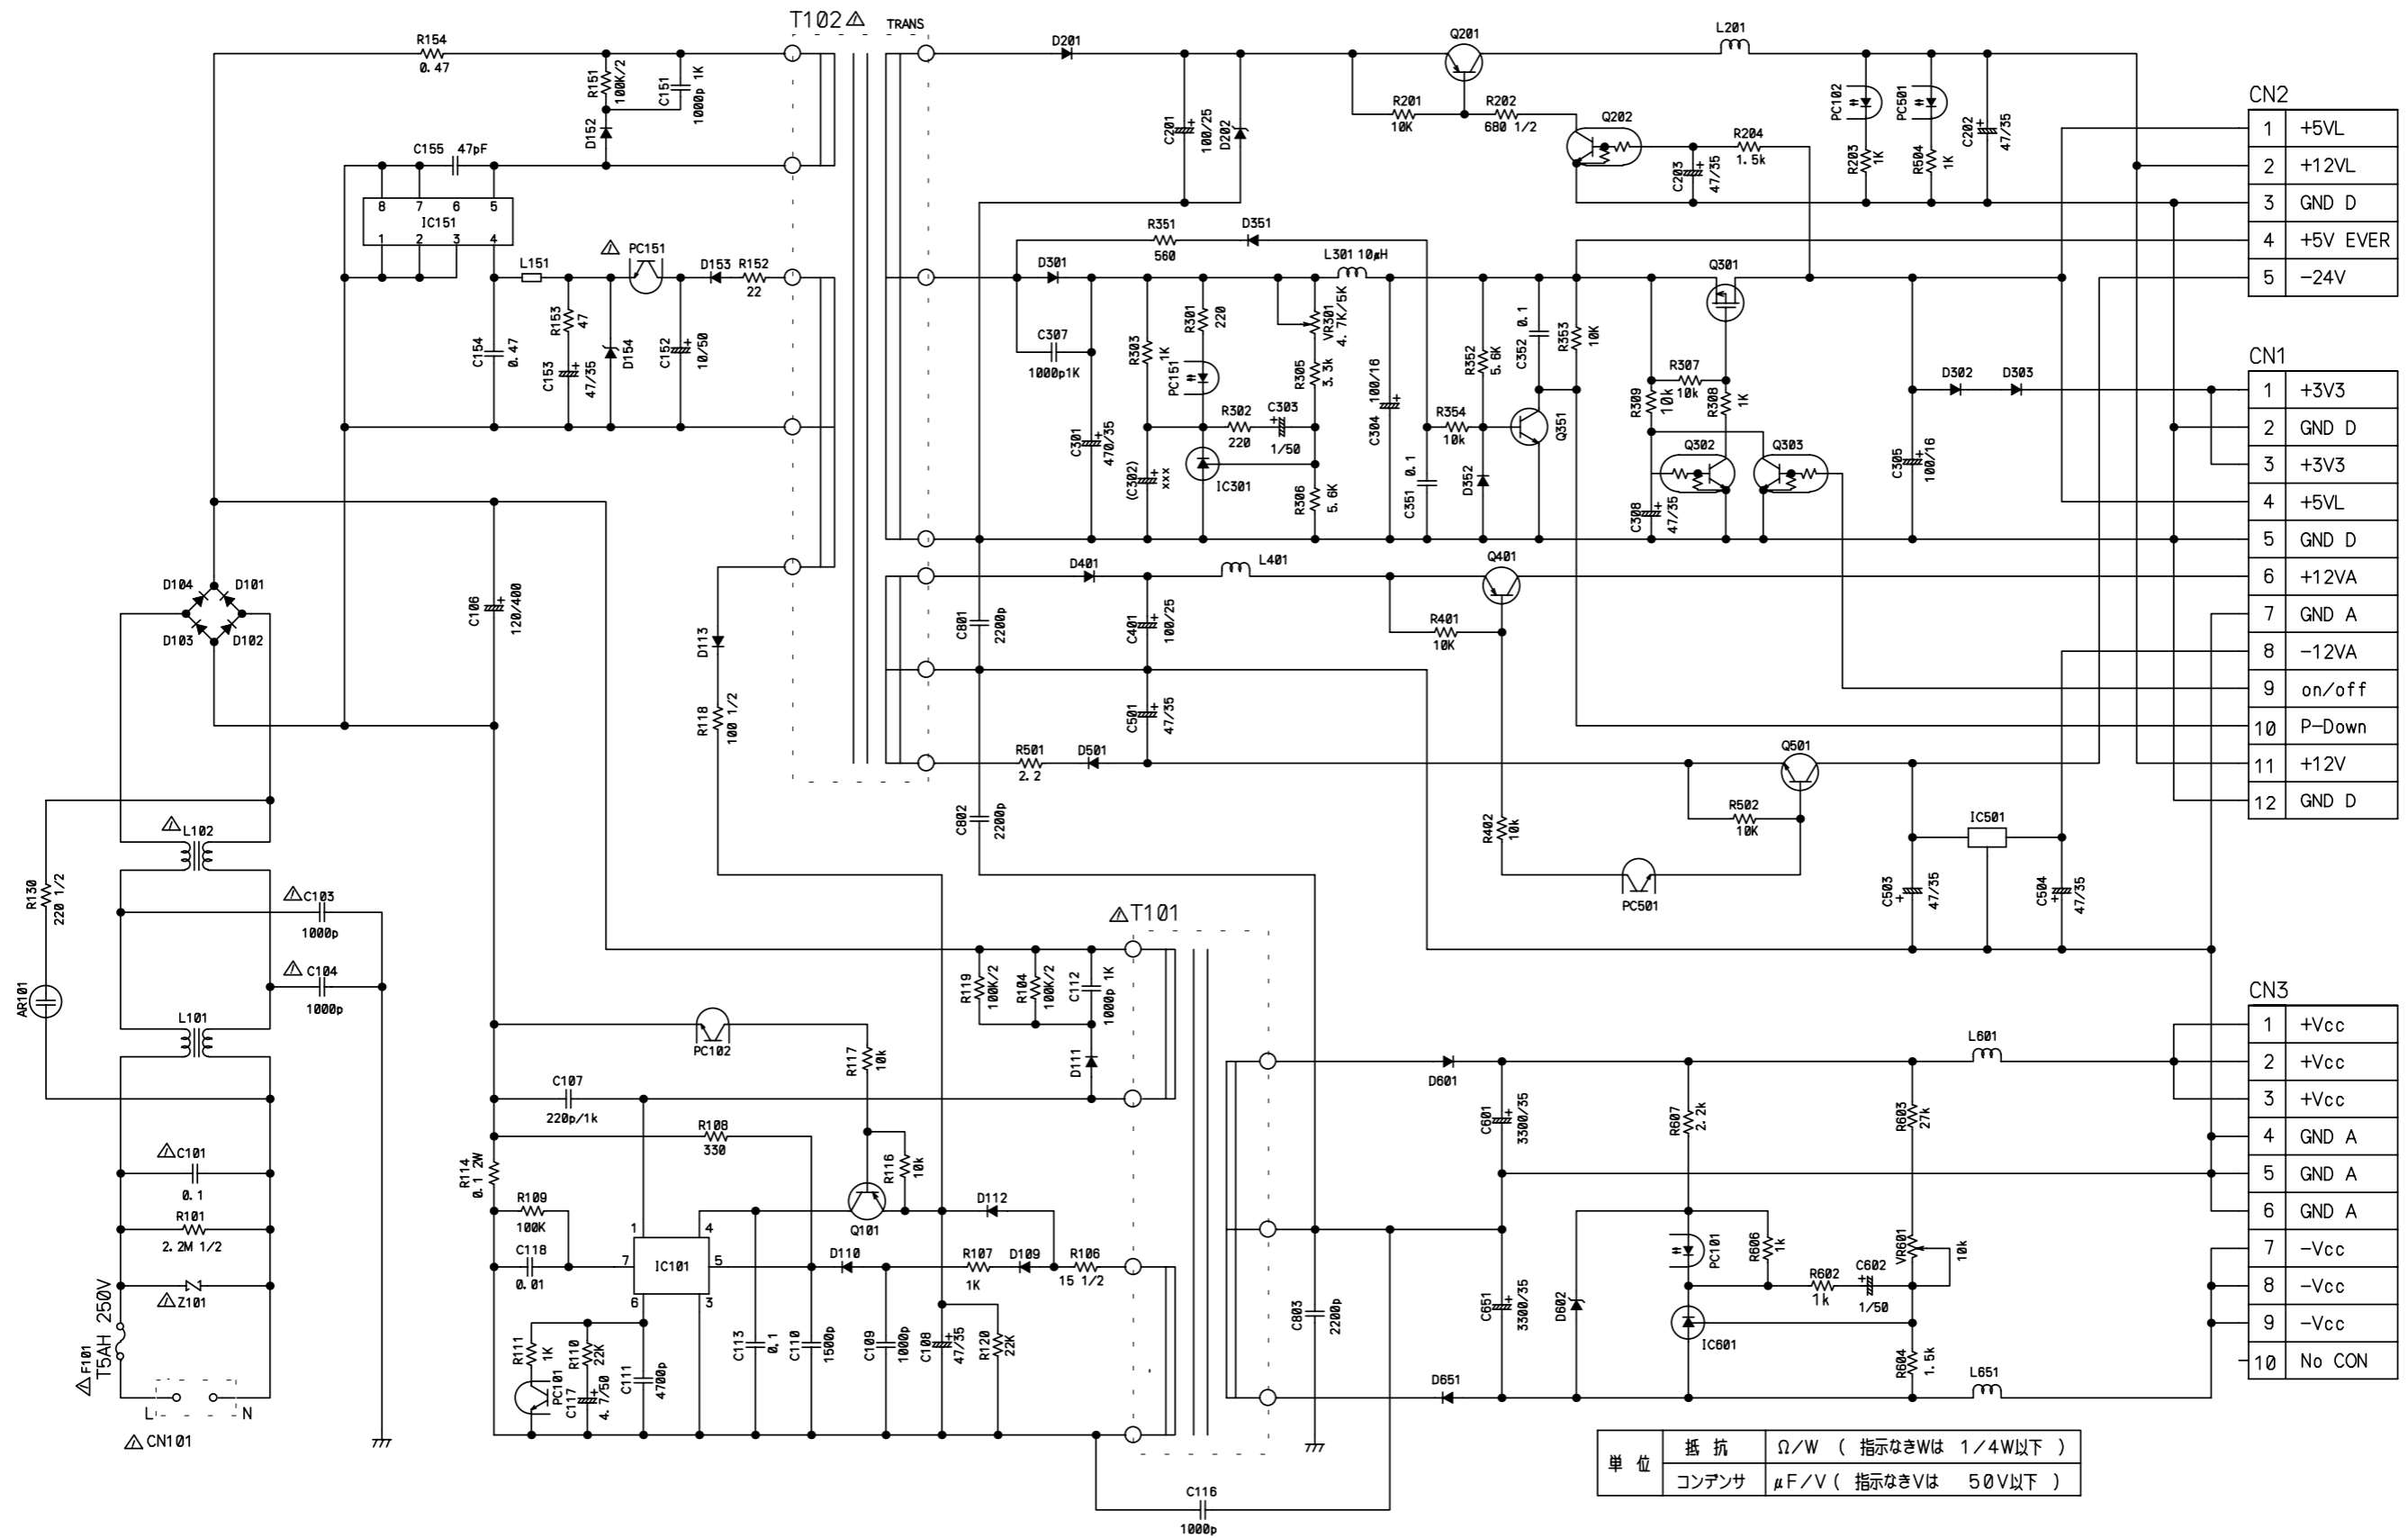 T102 TRANS
R154
0.47
R151
100K/2
C151
1000p 1K
D152
C155 47pF
8 7 6 5
IC151
1 2 3 4
L151
PC151
D153
R152
22
R153
47
C154
0.47
C153
47/35
D154
C152
10/50
D104
D101
D103
D102
C106
120/400
D113
R118
100 1/2
L102
C103
1000p
C104
1000p
R130
220 1/2
AR101
L101
C101
0.1
R101
2.2M 1/2
Z101
F101
T5AH 250V
L N
CN101
D201
Q201
L201
C201
100/25
D202
R201
10K
R202
680 1/2
Q202
R204
1.5k
C203
47/35
PC102
R203
1K
PC501
R504
1K
C202
47/35
R351
560
D351
D301
L301 10μH
Q301
C307
1000p1K
R303
1K
R301
220
PC151
VR301
4.7K/5K
R305
3.3k
C301
470/35
(C302)
xxx
R302
220
C303
1/50
IC301
R306
5.6K
C304
100/16
C351
0.1
R354
10k
R352
5.6K
D352
C352
0.1
R353
10K
Q351
R309
10k
R307
10k
R308
1K
Q302
Q303
C308
47/35
C305
100/16
D302
D303
D401
L401
Q401
C801
2200p
C401
100/25
R401
10K
C501
47/35
R501
2.2
D501
Q501
C802
2200p
R402
10k
R502
10K
PC501
IC501
C503
47/35
C504
47/35
T101
R119
100K/2
R104
100K/2
C112
1000p 1K
D111
PC102
R117
10k
C107
220p/1k
R108
330
R114
0.1 2W
R116
10k
R109
100K
Q101
D112
C118
0.01
1 4
7 IC101 5
6 3
D110
R107
1K
D109
R106
15 1/2
R111
1K
R110
22K
PC101
C117
4.7/50
C111
4700p
C113
0.1
C110
1500p
C109
1000p
C108
47/35
R120
22K
C803
2200p
C116
1000p
D601
C601
3300/35
C651
3300/35
R607
2.2k
R603
27k
L601
PC101
R606
1k
VR601
10k
R602
1k
C602
1/50
D602
IC601
R604
1.5k
D651
L651
CN2
1 +5VL
2 +12VL
3 GND D
4 +5V EVER
5 -24V
CN1
1 +3V3
2 GND D
3 +3V3
4 +5VL
5 GND D
6 +12VA
7 GND A
8 -12VA
9 on/off
10 P-Down
11 +12V
12 GND D
CN3
1 +Vcc
2 +Vcc
3 +Vcc
4 GND A
5 GND A
6 GND A
7 -Vcc
8 -Vcc
9 -Vcc
10 No CON
単位
抵抗 Ω/W ( 指示なきWは 1/4W以下 )
コンデンサ μF/V ( 指示なきVは 50V以下 )